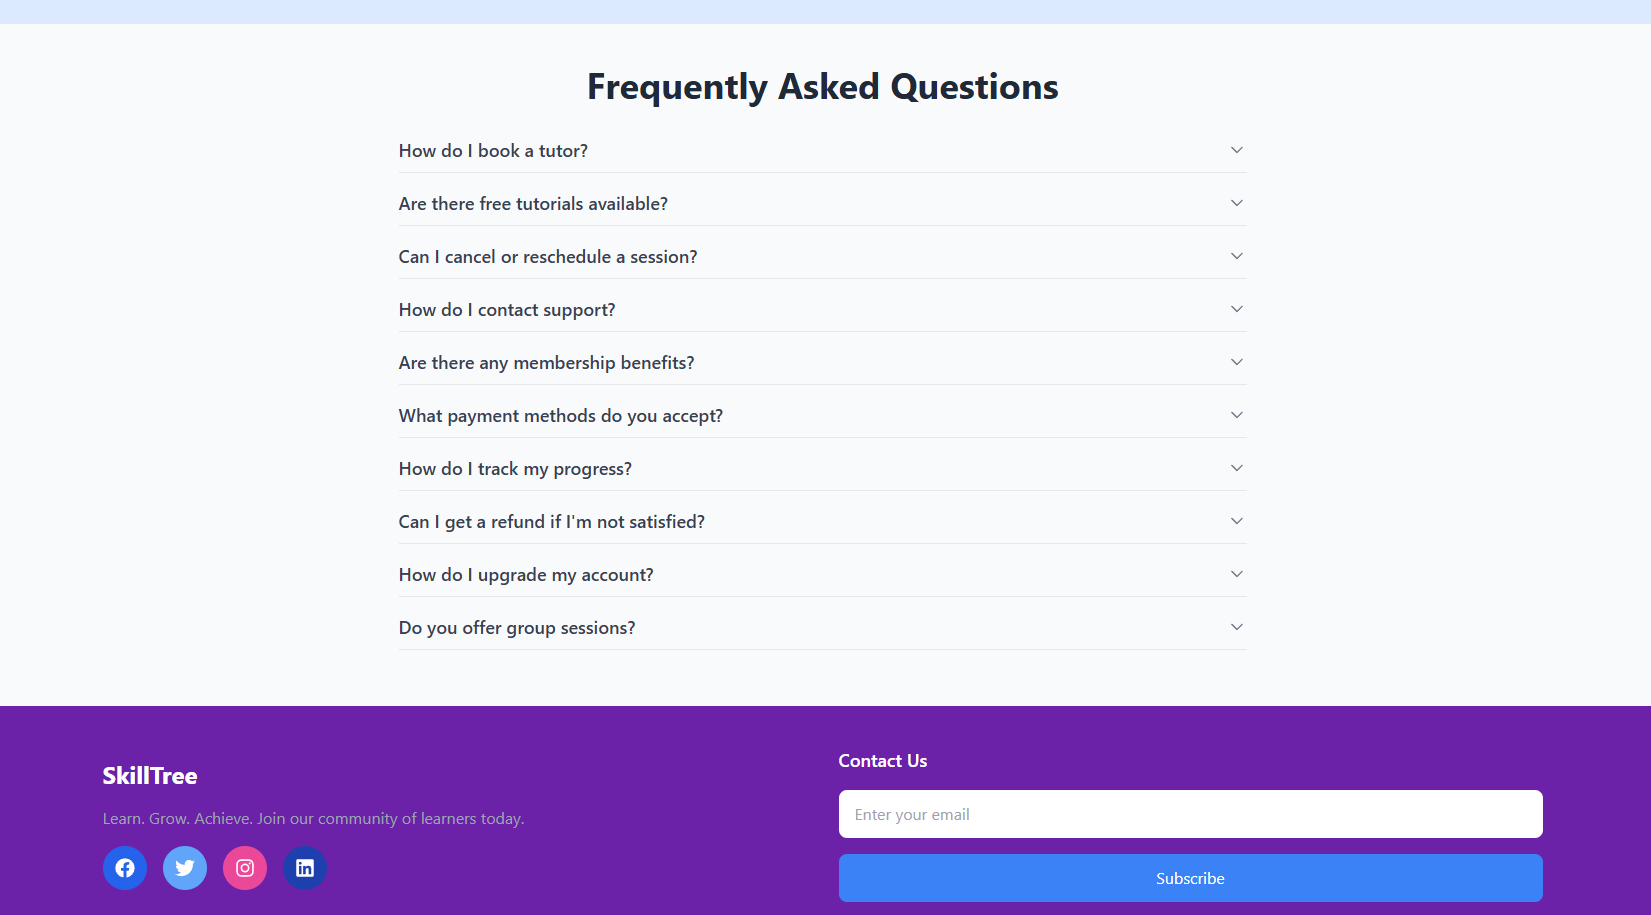 Frequently Asked Questions
How do I book a tutor?
Are there free tutorials available?
Can I cancel or reschedule a session?
How do I contact support?
Are there any membership benefits?
What payment methods do you accept?
How do I track my progress?
Can I get a refund if I'm not satisfied?
How do I upgrade my account?
Do you offer group sessions?
SkillTree
Learn. Grow. Achieve. Join our community of learners today.
Contact Us
Enter your email
Subscribe